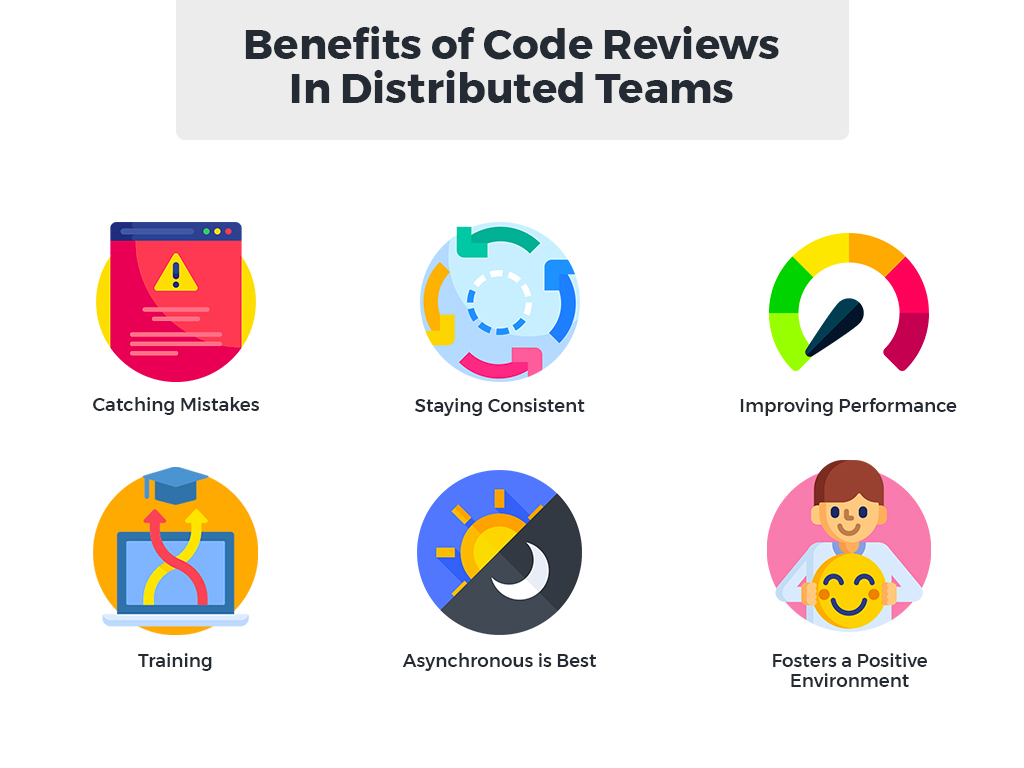 Benefits of Code Reviews
In Distributed Teams
Catching Mistakes
Staying Consistent
Improving Performance
Training
Asynchronous is Best
Fosters a Positive
Environment